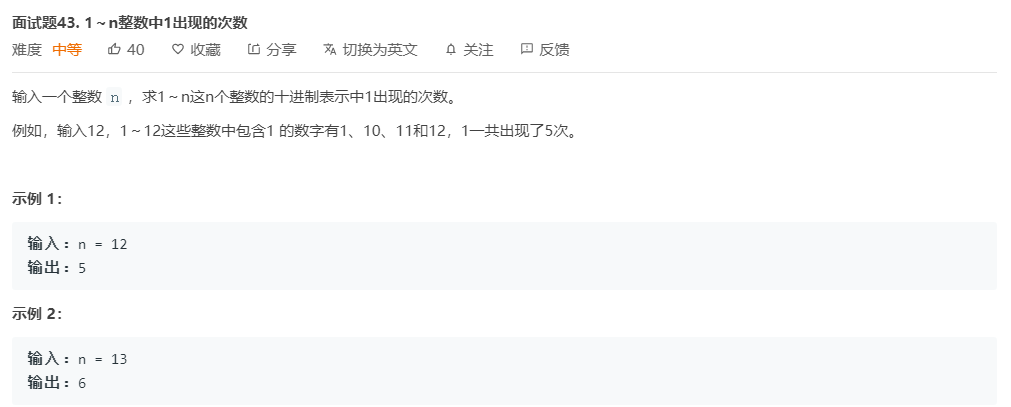 面试题43. 1～n整数中1出现的次数
难度 中等 40 收藏 分享 切换为英文 关注 反馈
输入一个整数 n ，求1～n这n个整数的十进制表示中1出现的次数。
例如，输入12，1～12这些整数中包含1 的数字有1、10、11和12，1一共出现了5次。
示例 1：
输入：n = 12
输出：5
示例 2：
输入：n = 13
输出：6